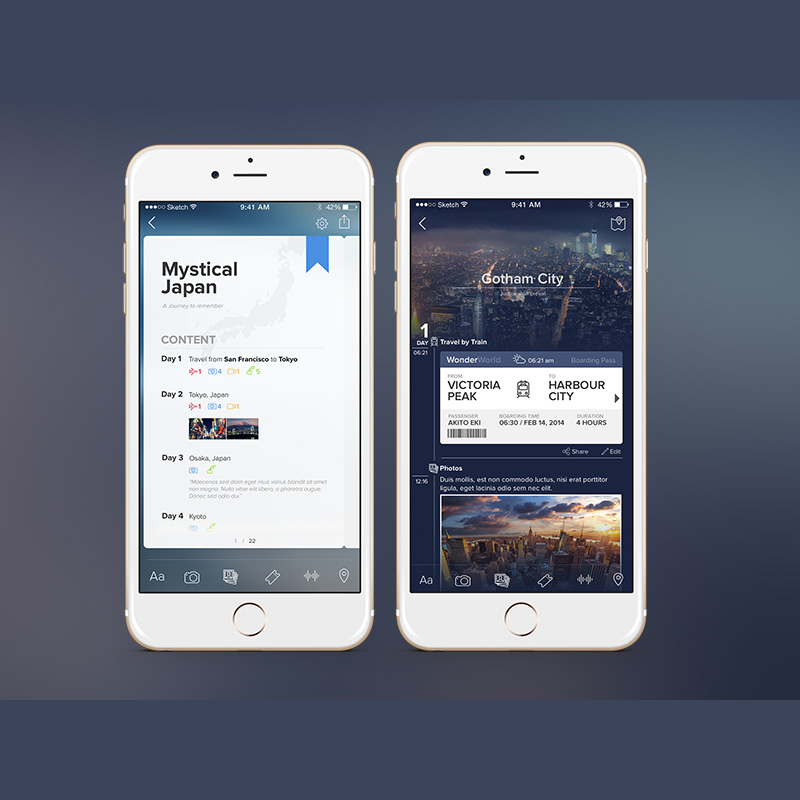 Sketch 9:41 AM 42%
Mystical
Japan
A journey to remember
CONTENT
Day 1 Travel from San Francisco to Tokyo
1 4 1 5
Day 2 Tokyo, Japan
1 4 1
Day 3 Osaka, Japan
"Maecenas sed diam eget risus varius blandit sit amet
non magna. Nulla vitae elit libero, a pharetra augue.
Donec sed odio dui."
Day 4 Kyoto
1 / 22
Aa
Sketch 9:41 AM 42%
Gotham City
1
DAY
06:21
Travel by Train
WonderWorld 06:21 am Boarding Pass
FROM TO
VICTORIA HARBOUR
PEAK CITY
PASSENGER BOARDING TIME DURATION
AKITO EKI 06:30 / FEB 14, 2014 4 HOURS
Share Edit
Photos
12:16
Duis mollis, est non commodo luctus, nisi erat porttitor
ligula, eget lacinia odio sem nec elit.
Aa